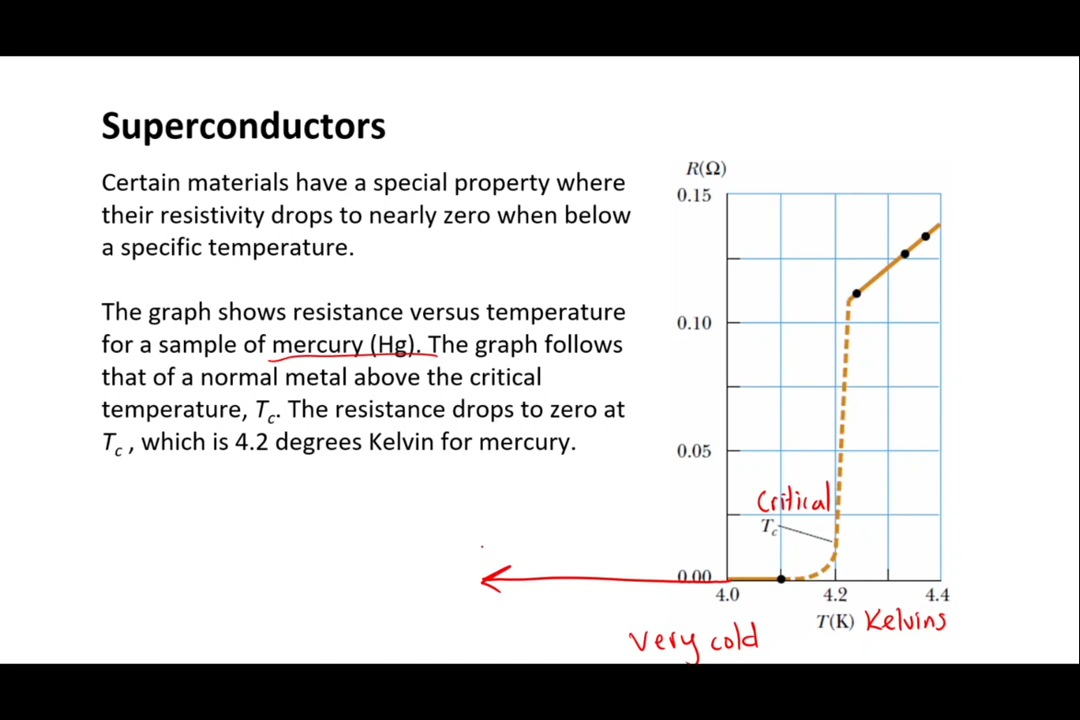 Superconductors
Certain materials have a special property where
their resistivity drops to nearly zero when below
a specific temperature.
The graph shows resistance versus temperature
for a sample of mercury (Hg). The graph follows
that of a normal metal above the critical
temperature, Tc. The resistance drops to zero at
Tc , which is 4.2 degrees Kelvin for mercury.
R(Ω)
0.15
0.10
0.05
Critical
Tc
0.00
4.0 4.2 4.4
T(K) Kelvins
very cold